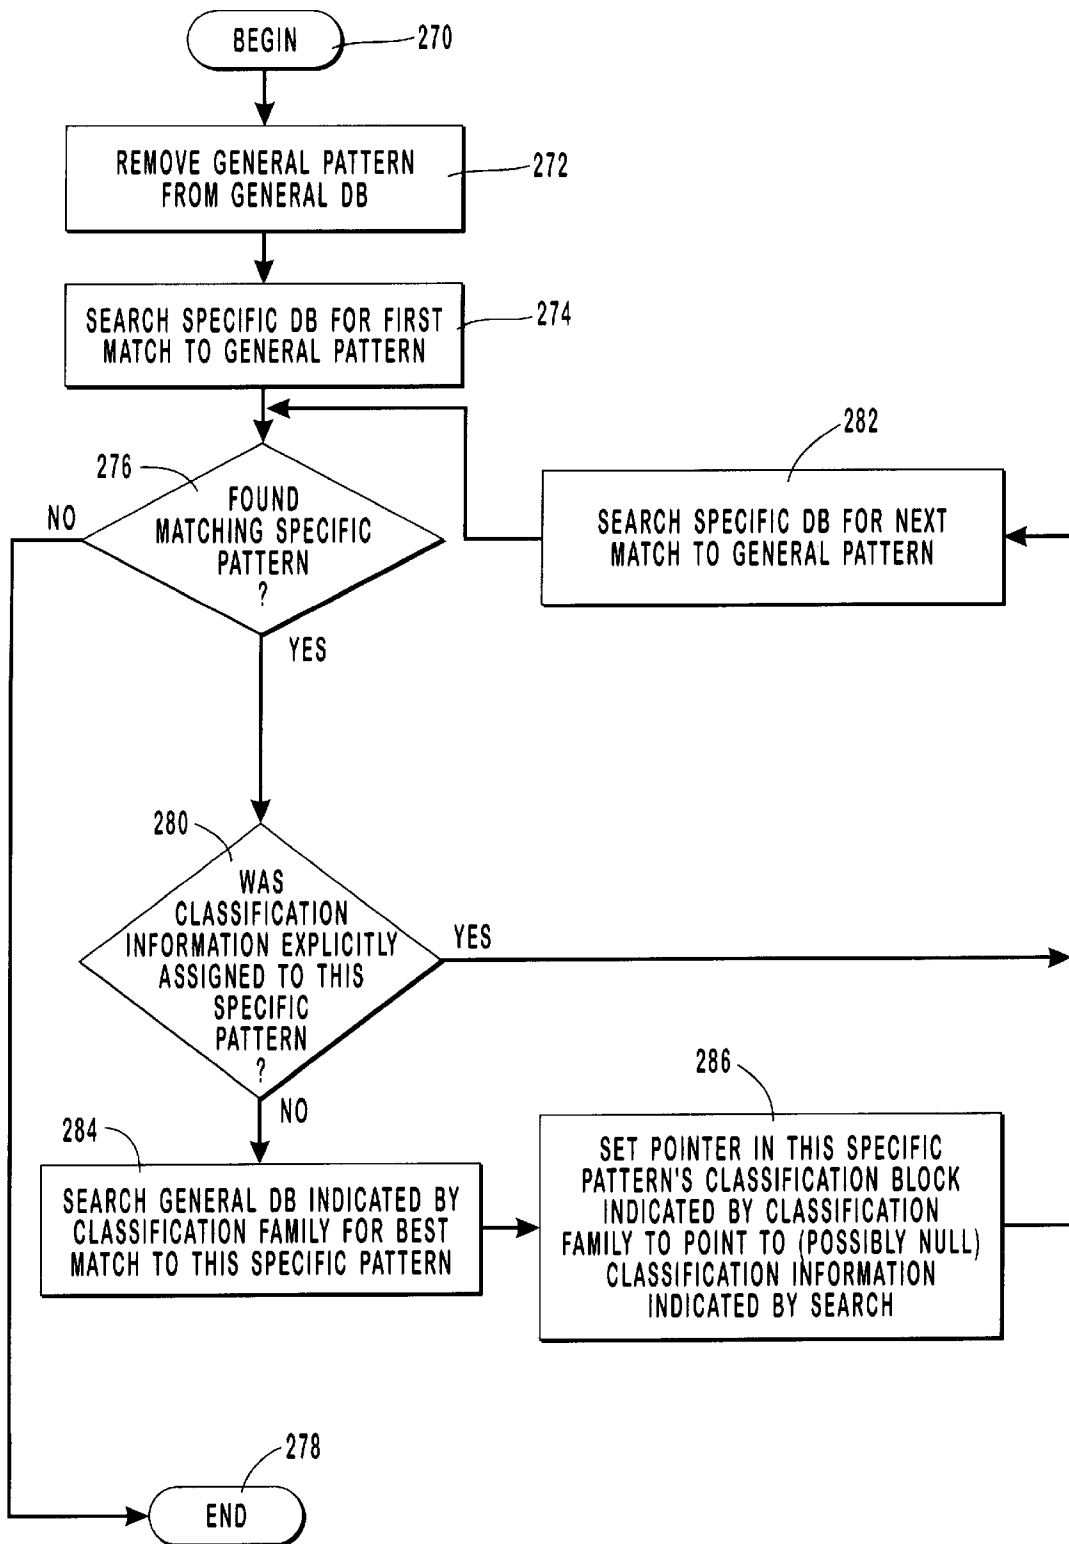 BEGIN
270
REMOVE GENERAL PATTERN
FROM GENERAL DB
272
SEARCH SPECIFIC DB FOR FIRST
MATCH TO GENERAL PATTERN
274
276
FOUND
MATCHING SPECIFIC
PATTERN
?
NO
YES
282
SEARCH SPECIFIC DB FOR NEXT
MATCH TO GENERAL PATTERN
280
WAS
CLASSIFICATION
INFORMATION EXPLICITLY
ASSIGNED TO THIS
SPECIFIC
PATTERN
?
YES
NO
284
SEARCH GENERAL DB INDICATED BY
CLASSIFICATION FAMILY FOR BEST
MATCH TO THIS SPECIFIC PATTERN
286
SET POINTER IN THIS SPECIFIC
PATTERN'S CLASSIFICATION BLOCK
INDICATED BY CLASSIFICATION
FAMILY TO POINT TO (POSSIBLY NULL)
CLASSIFICATION INFORMATION
INDICATED BY SEARCH
278
END